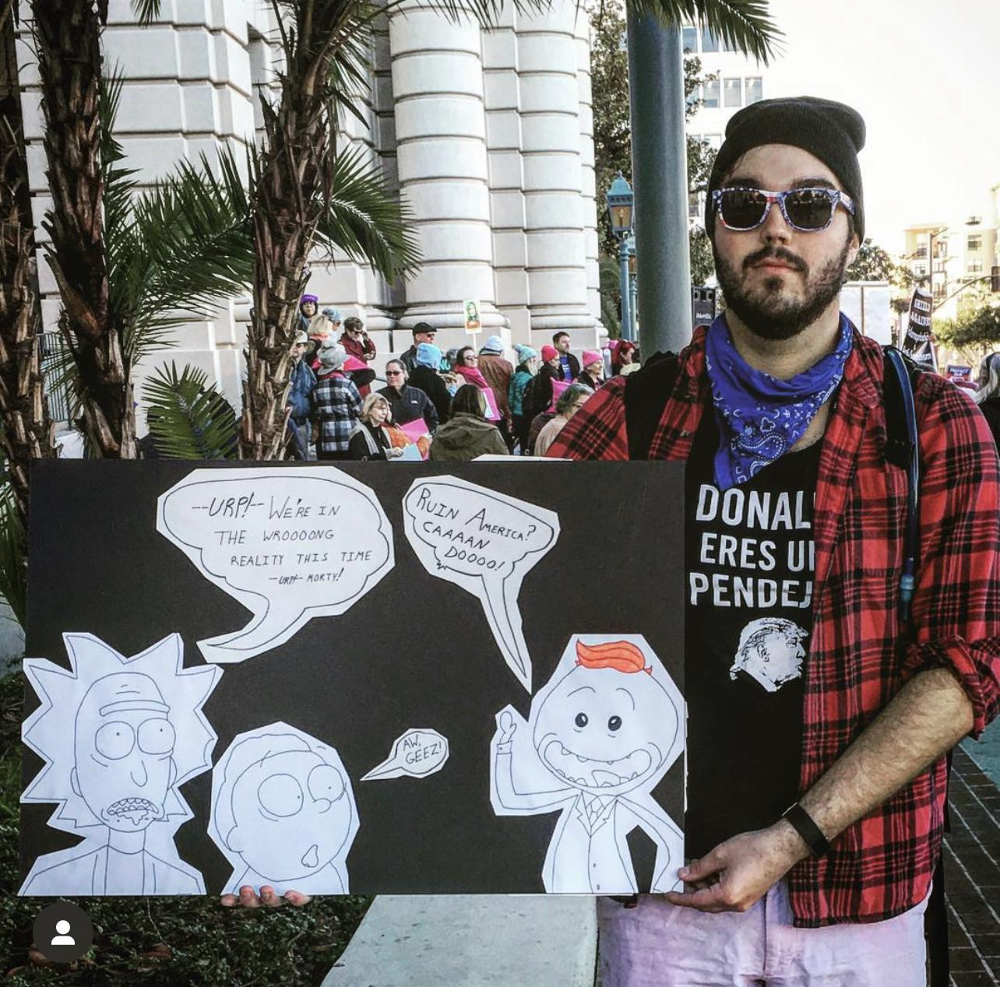 --URP!-- WE'RE IN
THE WROOOONG
REALITY THIS TIME
--URP!-- MORTY!
RUIN AMERICA?
CAAAAN
DOOOO!
AW,
GEEZ!
DONAL
ERES U
PENDEJ
AGAINST